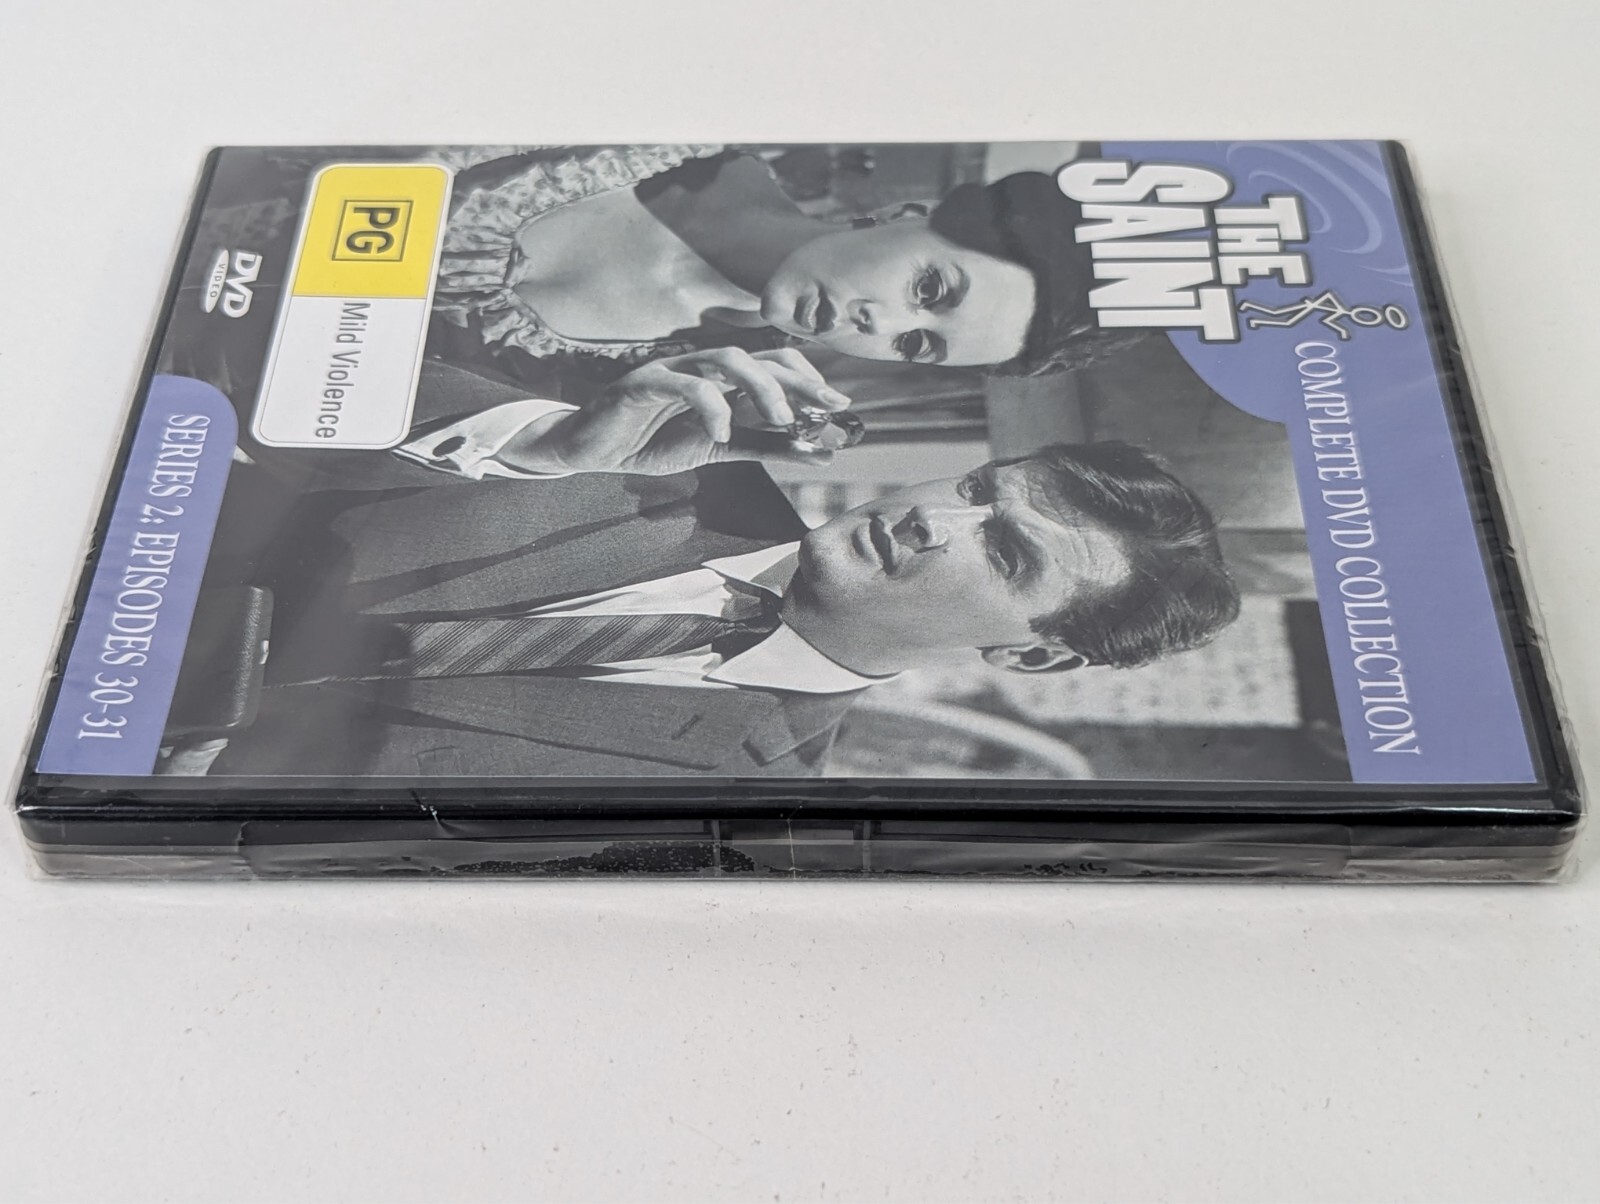 COMPLETE DVD COLLECTION
THE
SAINT
PG
Mild Violence
DVD
VIDEO
SERIES 2: EPISODES 30-31